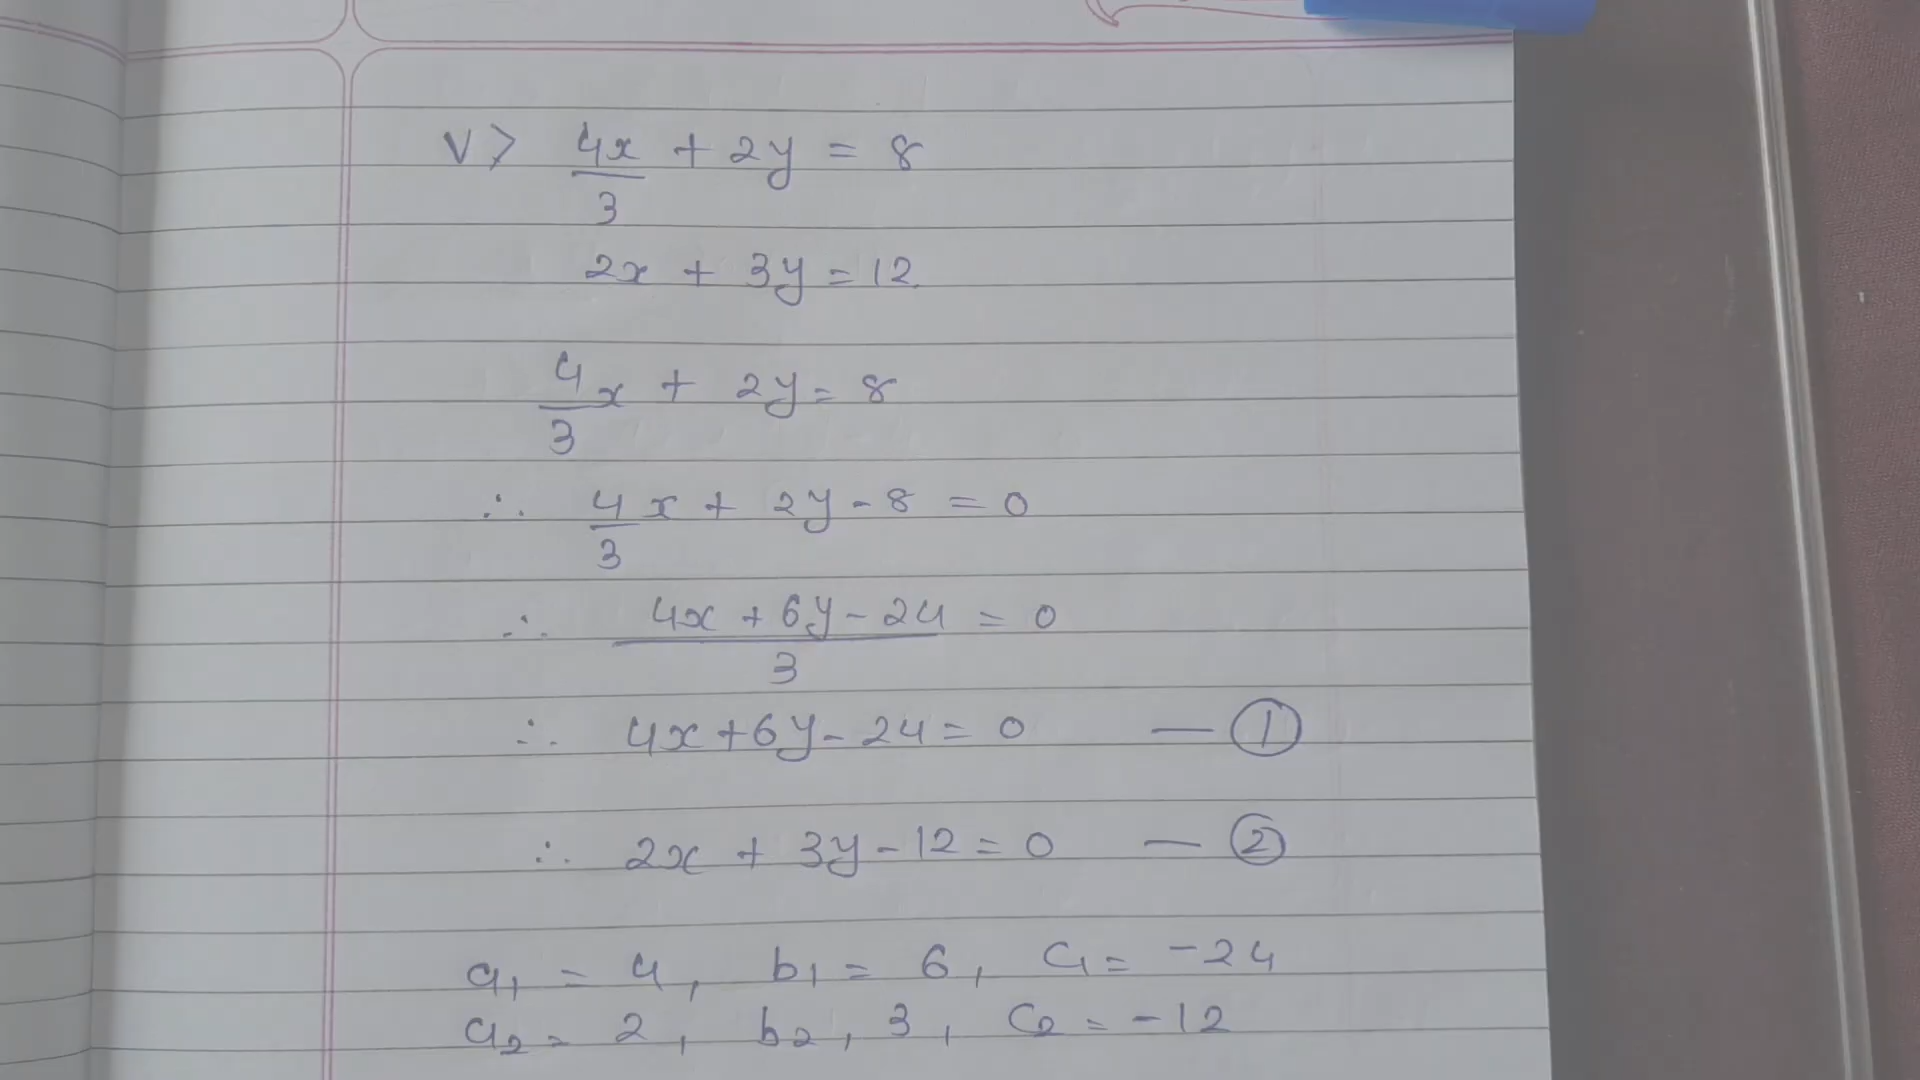 V> 4x/3 + 2y = 8
2x + 3y = 12
4/3 x + 2y = 8
∴ 4/3 x + 2y - 8 = 0
∴ (4x + 6y - 24)/3 = 0
∴ 4x + 6y - 24 = 0 — ①
∴ 2x + 3y - 12 = 0 — ②
a₁ = 4, b₁ = 6, c₁ = -24
a₂ = 2, b₂, 3, c₂ = -12